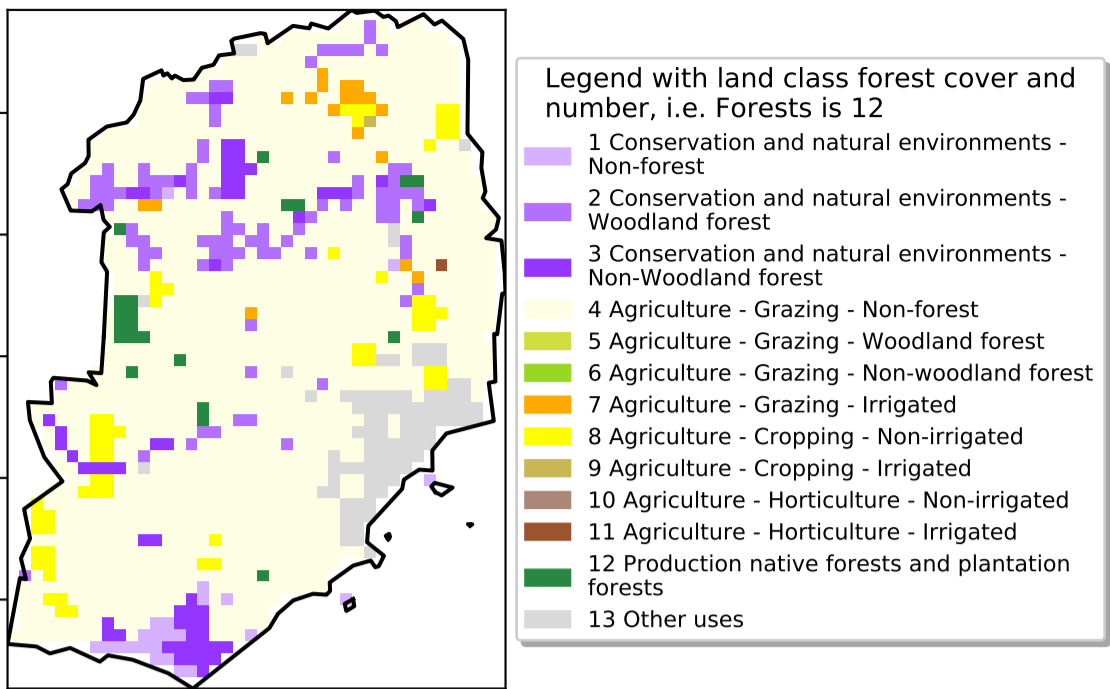 Legend with land class forest cover and
number, i.e. Forests is 12
1 Conservation and natural environments -
Non-forest
2 Conservation and natural environments -
Woodland forest
3 Conservation and natural environments -
Non-Woodland forest
4 Agriculture - Grazing - Non-forest
5 Agriculture - Grazing - Woodland forest
6 Agriculture - Grazing - Non-woodland forest
7 Agriculture - Grazing - Irrigated
8 Agriculture - Cropping - Non-irrigated
9 Agriculture - Cropping - Irrigated
10 Agriculture - Horticulture - Non-irrigated
11 Agriculture - Horticulture - Irrigated
12 Production native forests and plantation
forests
13 Other uses